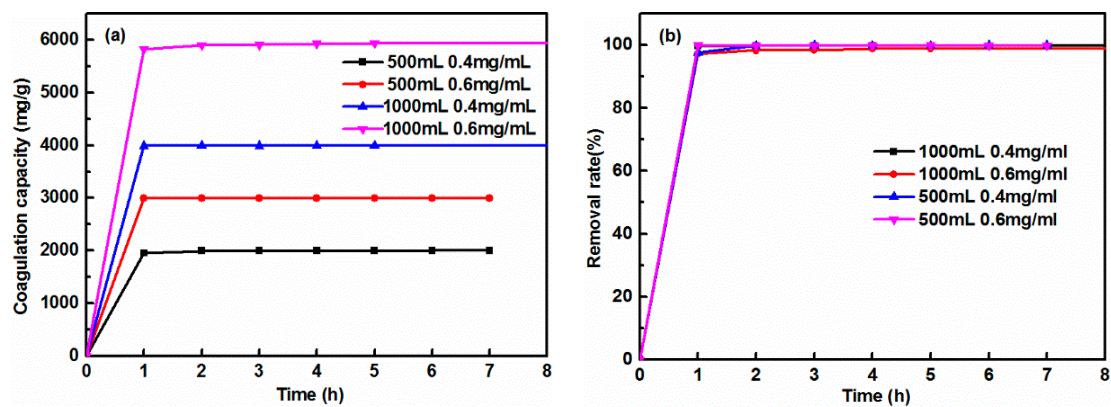 (a)
Coagulation capacity (mg/g)
6000
5000
4000
3000
2000
1000
0
500mL 0.4mg/mL
500mL 0.6mg/mL
1000mL 0.4mg/mL
1000mL 0.6mg/mL
0 1 2 3 4 5 6 7 8
Time (h)
(b)
Removal rate(%)
100
80
60
40
20
0
1000mL 0.4mg/ml
1000mL 0.6mg/ml
500mL 0.4mg/ml
500mL 0.6mg/ml
0 1 2 3 4 5 6 7 8
Time (h)